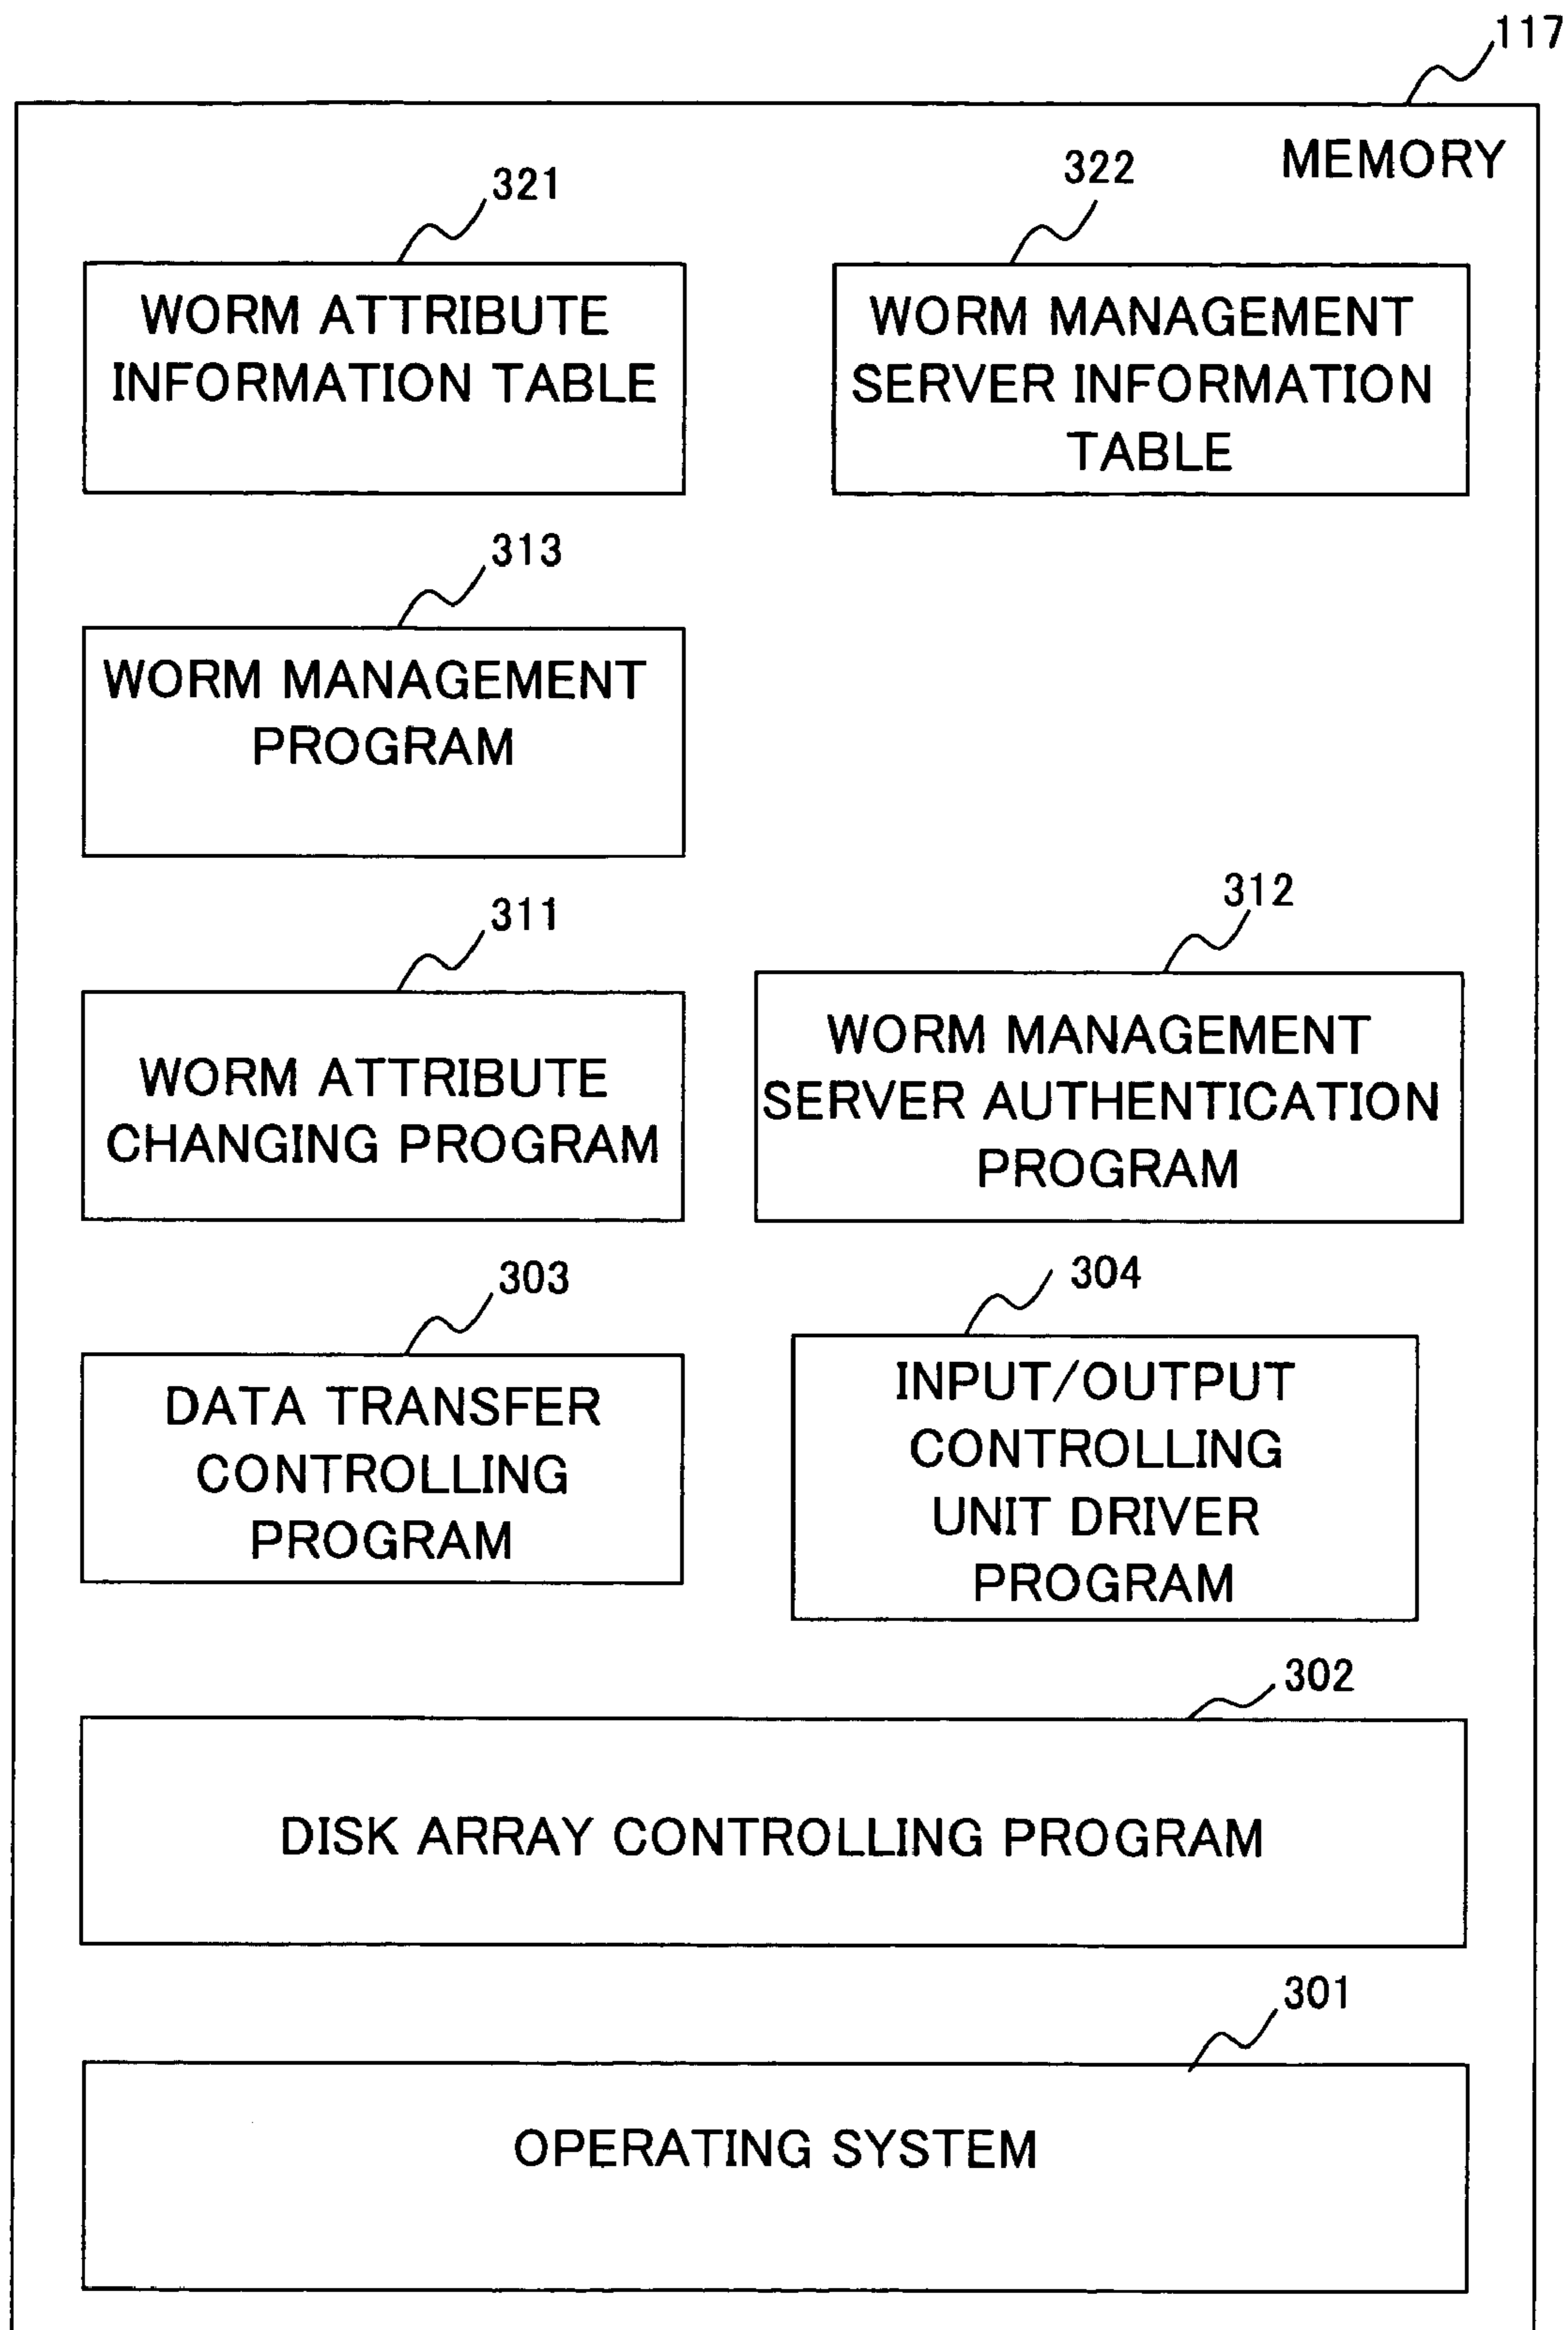 117
MEMORY
321
WORM ATTRIBUTE
INFORMATION TABLE
322
WORM MANAGEMENT
SERVER INFORMATION
TABLE
313
WORM MANAGEMENT
PROGRAM
311
WORM ATTRIBUTE
CHANGING PROGRAM
312
WORM MANAGEMENT
SERVER AUTHENTICATION
PROGRAM
303
DATA TRANSFER
CONTROLLING
PROGRAM
304
INPUT/OUTPUT
CONTROLLING
UNIT DRIVER
PROGRAM
302
DISK ARRAY CONTROLLING PROGRAM
301
OPERATING SYSTEM